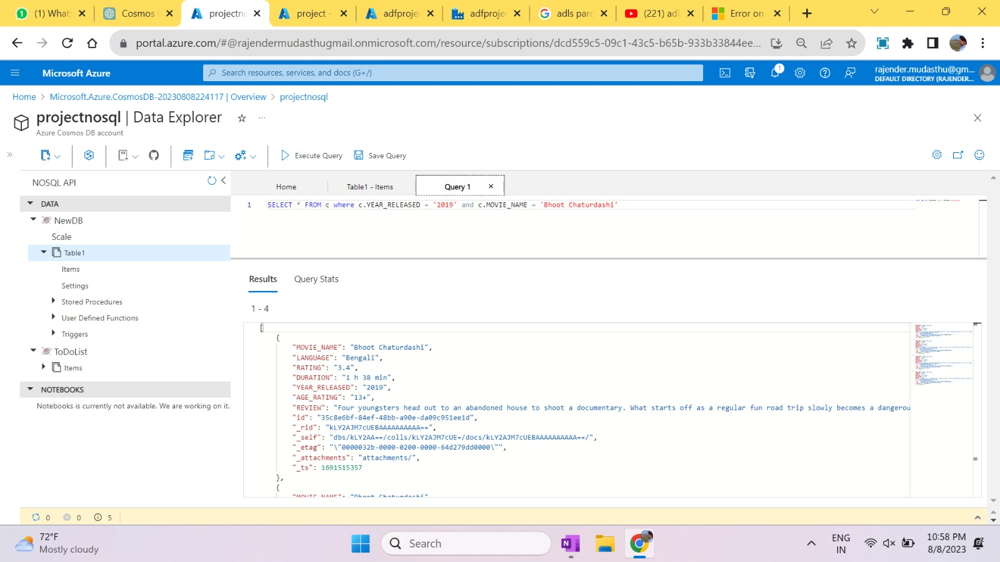 (1) Whats
Cosmos
projectno
project -
adfproje
adfproje
adls parq
(221) adl
Error on
portal.azure.com/#@rajendermudasthugmail.onmicrosoft.com/resource/subscriptions/dcd559c5-09c1-43c5-b65b-933b33844ee...
Microsoft Azure
Search resources, services, and docs (G+/)
1
rajender.mudasthu@gm...
DEFAULT DIRECTORY (RAJENDER...
Home > Microsoft.Azure.CosmosDB-20230808224117 | Overview > projectnosql
projectnosql | Data Explorer
Azure Cosmos DB account
Execute Query
Save Query
NOSQL API
DATA
NewDB
Scale
Table1
Items
Settings
Stored Procedures
User Defined Functions
Triggers
ToDoList
Items
NOTEBOOKS
Notebooks is currently not available. We are working on it.
Home
Table1 - Items
Query 1
1 SELECT * FROM c where c.YEAR_RELEASED = '2019' and c.MOVIE_NAME = 'Bhoot Chaturdashi'
Results
Query Stats
1 - 4
[
{
"MOVIE_NAME": "Bhoot Chaturdashi",
"LANGUAGE": "Bengali",
"RATING": "3.4",
"DURATION": "1 h 38 min",
"YEAR_RELEASED": "2019",
"AGE_RATING": "13+",
"REVIEW": "Four youngsters head out to an abandoned house to shoot a documentary. What starts off as a regular fun road trip slowly becomes a dangerou
"id": "35c8e6bf-84ef-48bb-a90e-da09c951ee1d",
"_rid": "kLY2AJM7cUEBAAAAAAAAAA==",
"_self": "dbs/kLY2AA==/colls/kLY2AJM7cUE=/docs/kLY2AJM7cUEBAAAAAAAAAA==/",
"_etag": "\"0000032b-0000-0200-0000-64d279dd0000\"",
"_attachments": "attachments/",
"_ts": 1691515357
},
{
"MOVIE_NAME": "Bhoot Chaturdashi"
0
0
5
72°F
Mostly cloudy
Search
ENG
IN
10:58 PM
8/8/2023